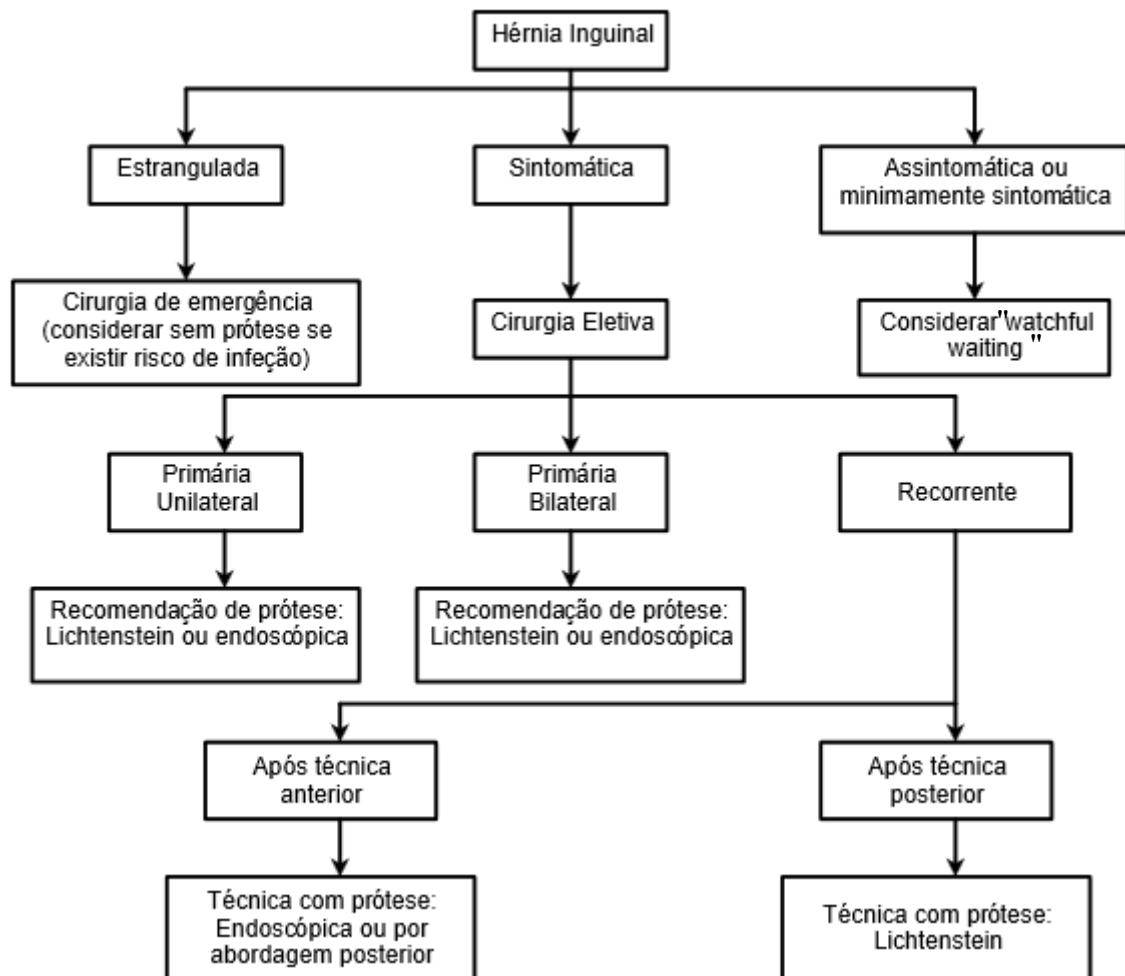 Hérnia Inguinal
Estrangulada
Sintomática
Assintomática ou
minimamente sintomática
Cirurgia de emergência
(considerar sem prótese se
existir risco de infeção)
Cirurgia Eletiva
Considerar"watchful
waiting "
Primária
Unilateral
Primária
Bilateral
Recorrente
Recomendação de prótese:
Lichtenstein ou endoscópica
Recomendação de prótese:
Lichtenstein ou endoscópica
Após técnica
anterior
Após técnica
posterior
Técnica com prótese:
Endoscópica ou por
abordagem posterior
Técnica com prótese:
Lichtenstein